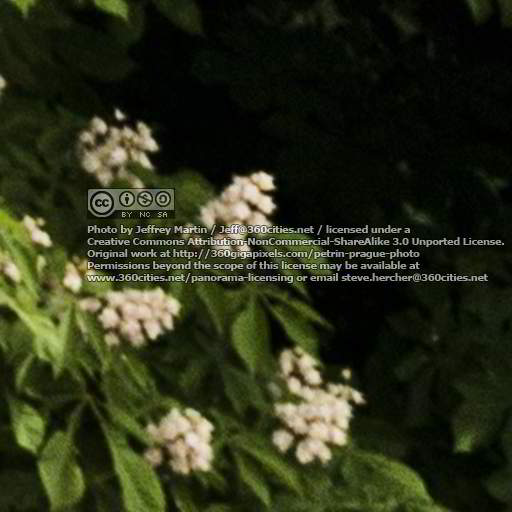 cc
BY NC SA
Photo by Jeffrey Martin / Jeff@360cities.net / licensed under a
Creative Commons Attribution-NonCommercial-ShareAlike 3.0 Unported License.
Original work at http://360gigapixels.com/petrin-prague-photo
Permissions beyond the scope of this license may be available at
www.360cities.net/panorama-licensing or email steve.hercher@360cities.net